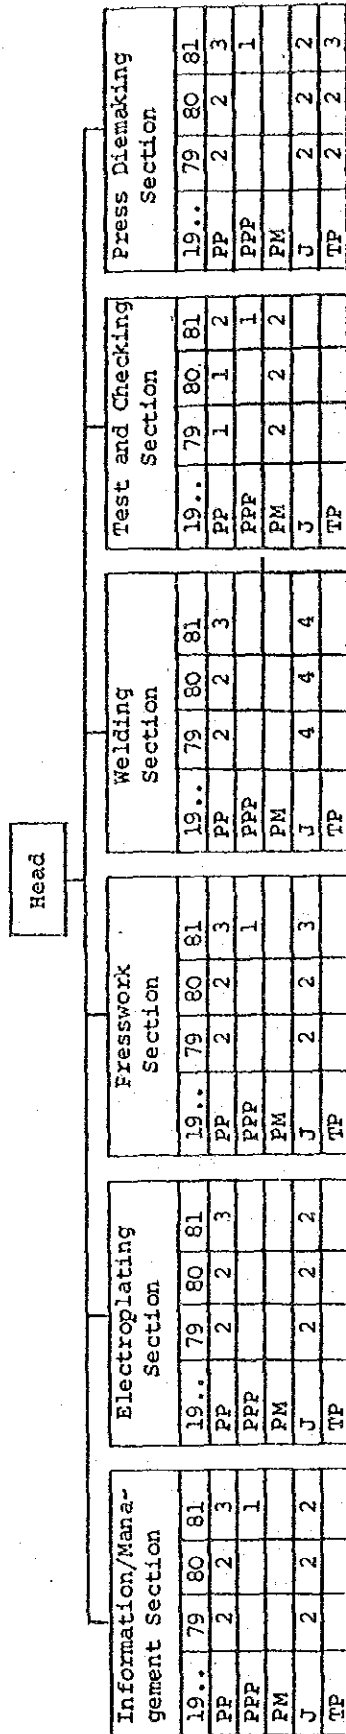 Head
Information/Mana-
gement Section
19.. 79 80 81
PP 2 2 3
PPP 1
PM
J 2 2 2
TP
Electroplating
Section
19.. 79 80 81
PP 2 2 3
PPP
PM
J 2 2 2
TP
Presswork
Section
19.. 79 80 81
PP 2 2 3
PPP 1
PM
J 2 2 3
TP
Welding
Section
19.. 79 80 81
PP 2 2 3
PPP
PM
J 4 4 4
TP
Test and Checking
Section
19.. 79 80. 81
PP 1 1 2
PPP 1
PM 2 2 2
J
TP
Press Diemaking
Section
19.. 79 80 81
PP 2 2 3
PPP 1
PM
J 2 2 2
TP 2 2 3